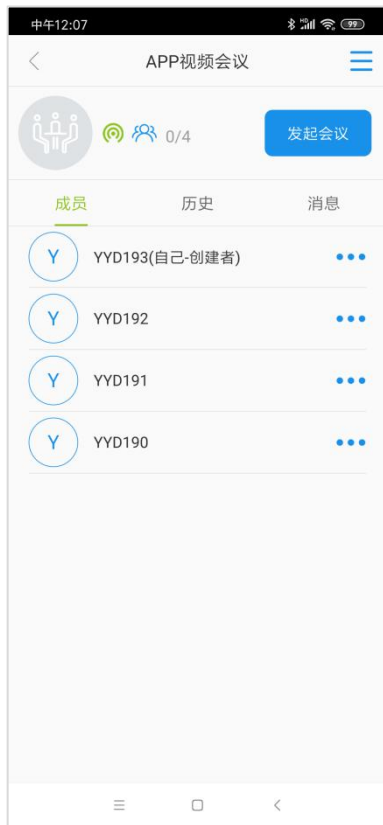 中午12:07 HD 99
APP视频会议
0/4 发起会议
成员 历史 消息
Y YYD193(自己-创建者)
Y YYD192
Y YYD191
Y YYD190